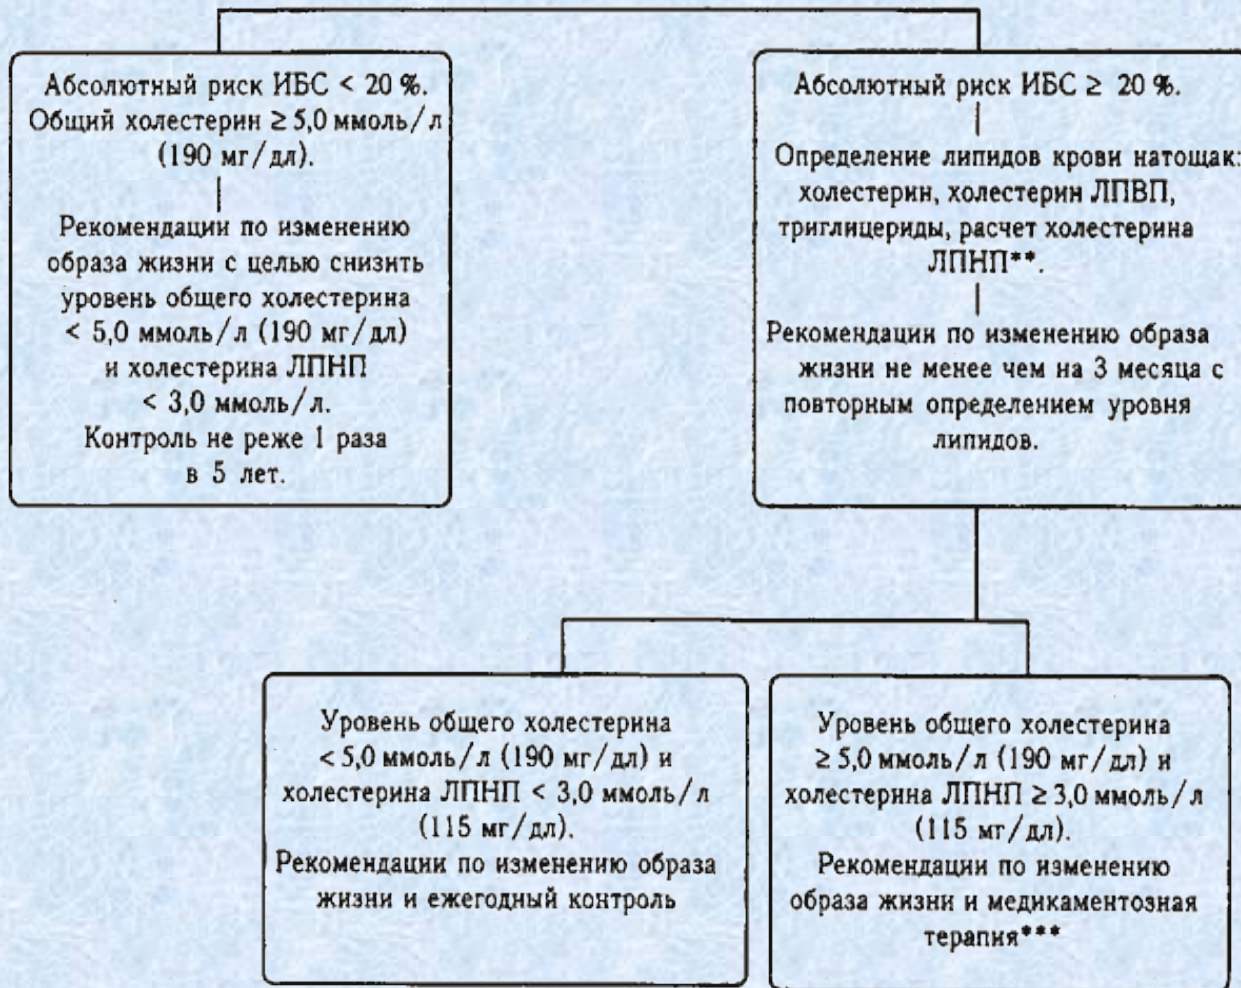 Абсолютный риск ИБС < 20 %.
Общий холестерин ≥ 5,0 ммоль/л
(190 мг/дл).
Рекомендации по изменению
образа жизни с целью снизить
уровень общего холестерина
< 5,0 ммоль/л (190 мг/дл)
и холестерина ЛПНП
< 3,0 ммоль/л.
Контроль не реже 1 раза
в 5 лет.
Абсолютный риск ИБС ≥ 20 %.
Определение липидов крови натощак:
холестерин, холестерин ЛПВП,
триглицериды, расчет холестерина
ЛПНП**.
Рекомендации по изменению образа
жизни не менее чем на 3 месяца с
повторным определением уровня
липидов.
Уровень общего холестерина
< 5,0 ммоль/л (190 мг/дл) и
холестерина ЛПНП < 3,0 ммоль/л
(115 мг/дл).
Рекомендации по изменению образа
жизни и ежегодный контроль
Уровень общего холестерина
≥ 5,0 ммоль/л (190 мг/дл) и
холестерина ЛПНП ≥ 3,0 ммоль/л
(115 мг/дл).
Рекомендации по изменению
образа жизни и медикаментозная
терапия***